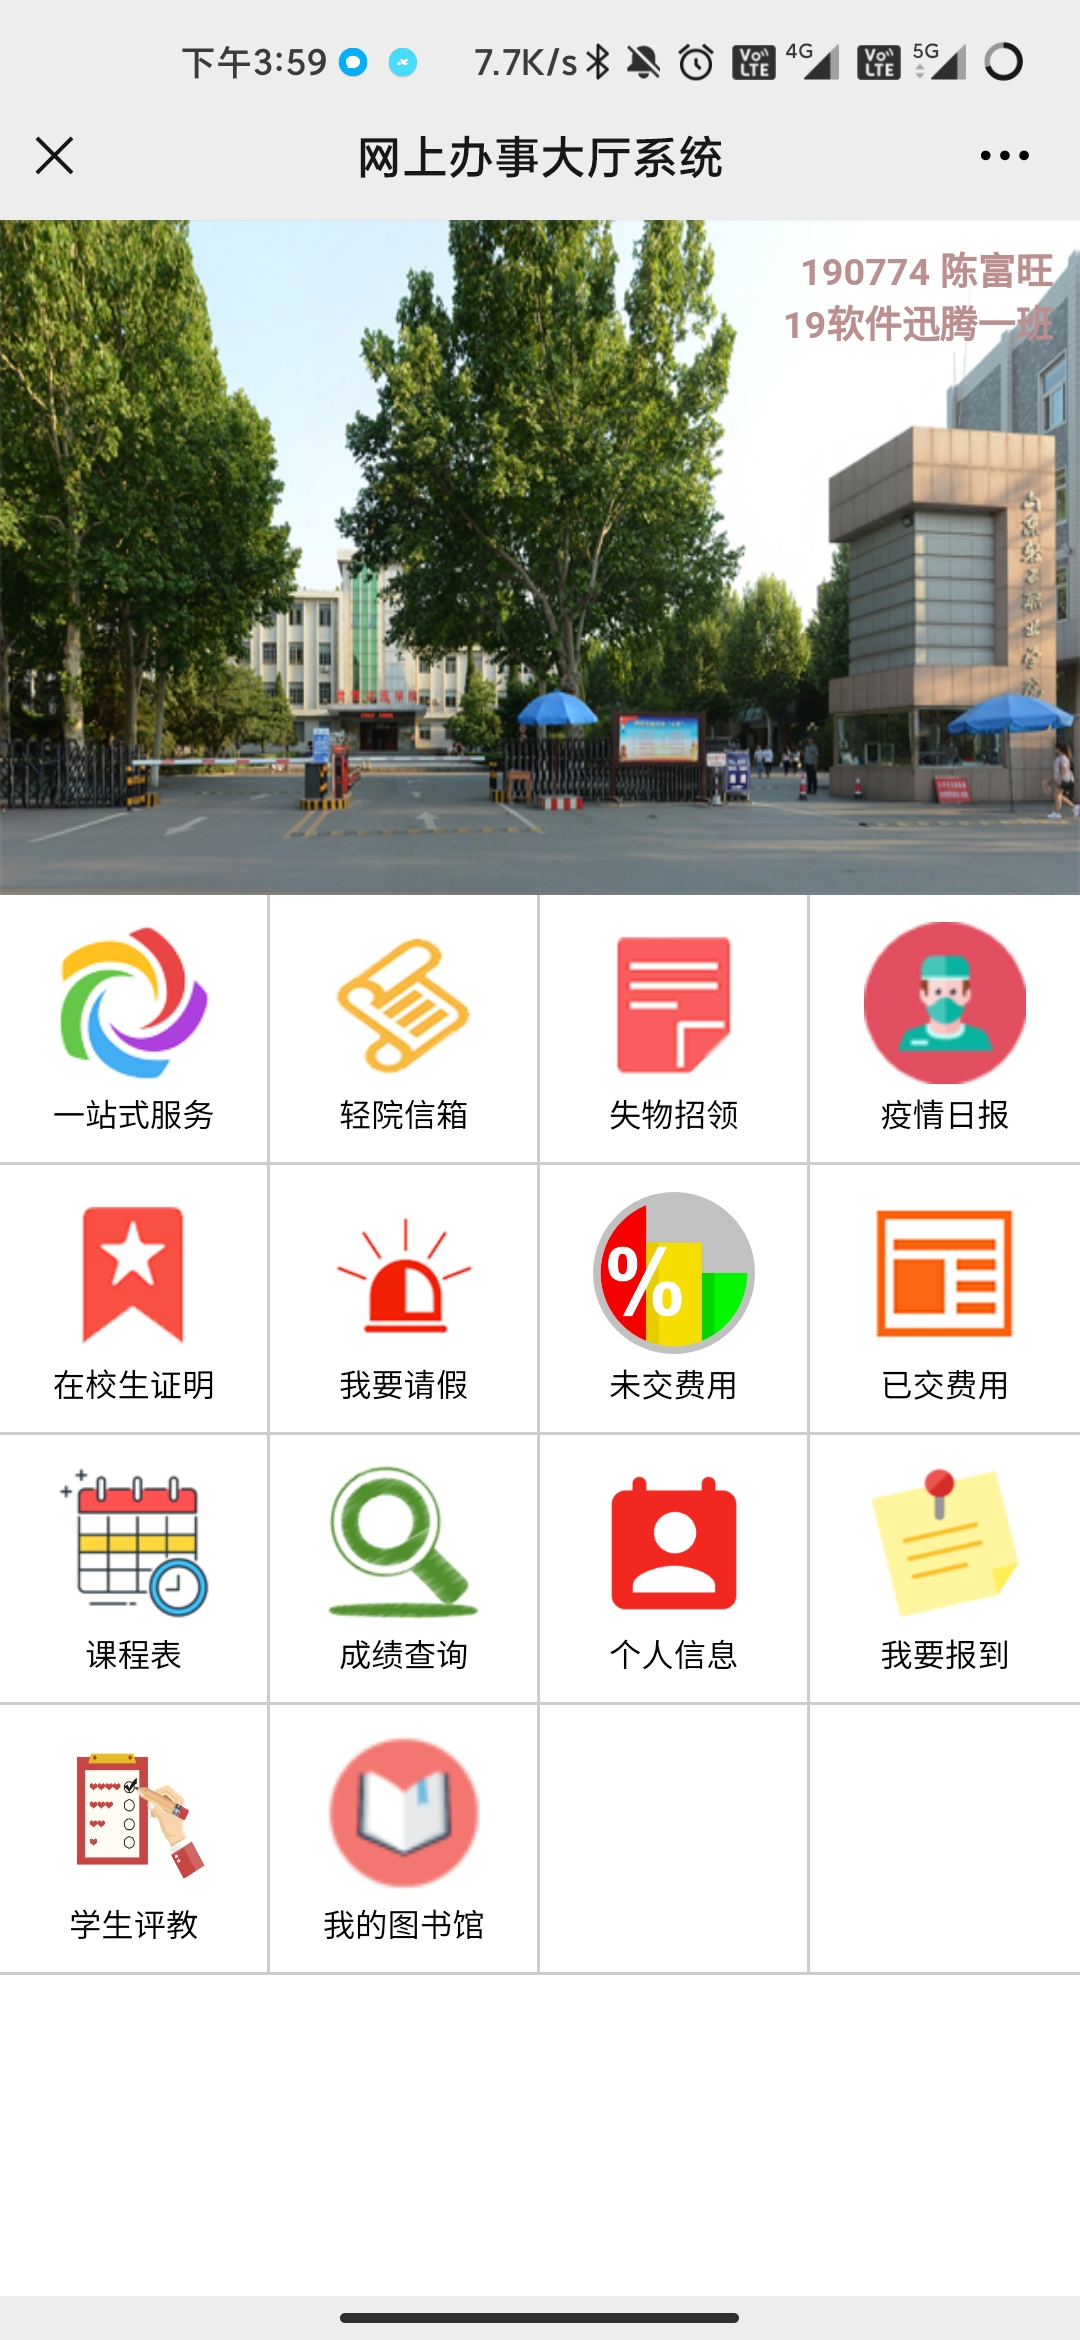 下午3:59
7.7K/s
Vo LTE
4G
Vo LTE
5G
网上办事大厅系统
190774 陈富旺
19软件迅腾一班
一站式服务
轻院信箱
失物招领
疫情日报
在校生证明
我要请假
%
未交费用
已交费用
课程表
成绩查询
个人信息
我要报到
学生评教
我的图书馆